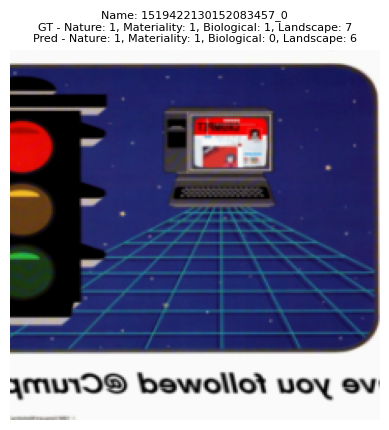 Name: 1519422130152083457_0
GT - Nature: 1, Materiality: 1, Biological: 1, Landscape: 7
Pred - Nature: 1, Materiality: 1, Biological: 0, Landscape: 6
ve you followed @Crump